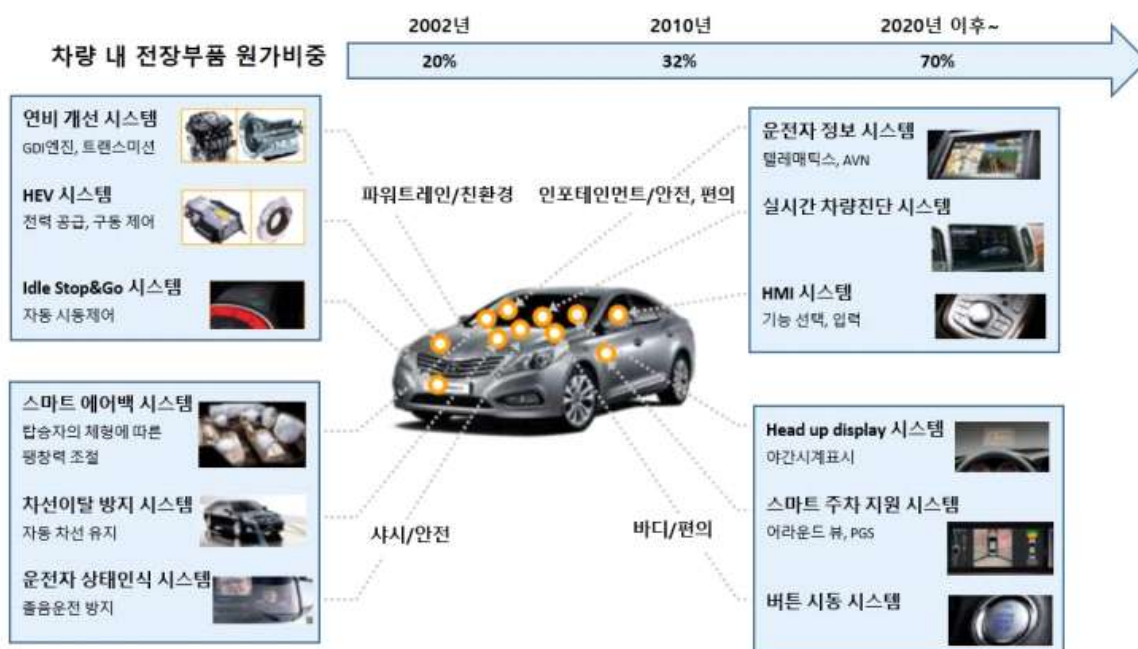 2002년
2010년
2020년 이후~
차량 내 전장부품 원가비중
20%
32%
70%
연비 개선 시스템
GDI엔진, 트랜스미션
HEV 시스템
전력 공급, 구동 제어
Idle Stop&Go 시스템
자동 시동제어
파워트레인/친환경
인포테인먼트/안전, 편의
운전자 정보 시스템
텔레매틱스, AVN
실시간 차량진단 시스템
HMI 시스템
기능 선택, 입력
스마트 에어백 시스템
탑승자의 체형에 따른
팽창력 조절
차선이탈 방지 시스템
자동 차선 유지
운전자 상태인식 시스템
졸음운전 방지
샤시/안전
바디/편의
Head up display 시스템
야간시계표시
스마트 주차 지원 시스템
어라운드 뷰, PGS
버튼 시동 시스템